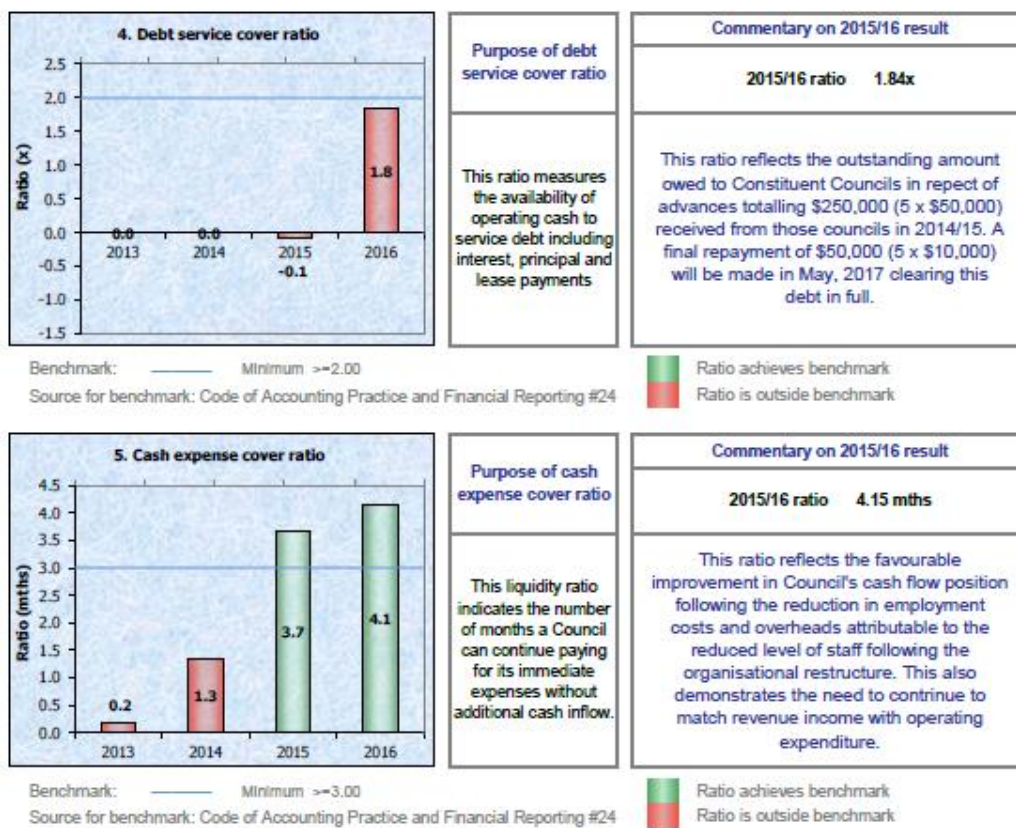 4. Debt service cover ratio
Ratio (x)
2.5
2.0
1.5
1.0
0.5
0.0
-0.5
-1.0
-1.5
0.0
0.0
-0.1
1.8
2013
2014
2015
2016
Purpose of debt
service cover ratio
This ratio measures
the availability of
operating cash to
service debt including
interest, principal and
lease payments
Commentary on 2015/16 result
2015/16 ratio 1.84x
This ratio reflects the outstanding amount
owed to Constituent Councils in repect of
advances totalling $250,000 (5 x $50,000)
received from those councils in 2014/15. A
final repayment of $50,000 (5 x $10,000)
will be made in May, 2017 clearing this
debt in full.
Benchmark: Minimum >=2.00
Source for benchmark: Code of Accounting Practice and Financial Reporting #24
Ratio achieves benchmark
Ratio is outside benchmark
5. Cash expense cover ratio
Ratio (mths)
4.5
4.0
3.5
3.0
2.5
2.0
1.5
1.0
0.5
0.0
0.2
1.3
3.7
4.1
2013
2014
2015
2016
Purpose of cash
expense cover ratio
This liquidity ratio
indicates the number
of months a Council
can continue paying
for its immediate
expenses without
additional cash inflow.
Commentary on 2015/16 result
2015/16 ratio 4.15 mths
This ratio reflects the favourable
improvement in Council's cash flow position
following the reduction in employment
costs and overheads attributable to the
reduced level of staff following the
organisational restructure. This also
demonstrates the need to continue to
match revenue income with operating
expenditure.
Benchmark: Minimum >=3.00
Source for benchmark: Code of Accounting Practice and Financial Reporting #24
Ratio achieves benchmark
Ratio is outside benchmark